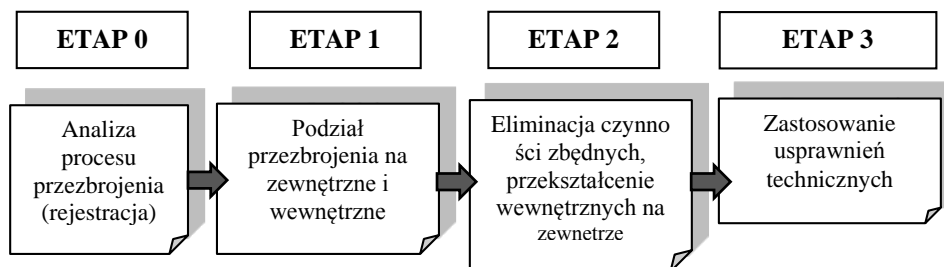 ETAP 0
ETAP 1
ETAP 2
ETAP 3
Analiza
procesu
przezbrojenia
(rejestracja)
Podział
przezbrojenia na
zewnętrzne i
wewnętrzne
Eliminacja czynno
ści zbędnych,
przekształcenie
wewnętrznych na
zewnetrze
Zastosowanie
usprawnień
technicznych